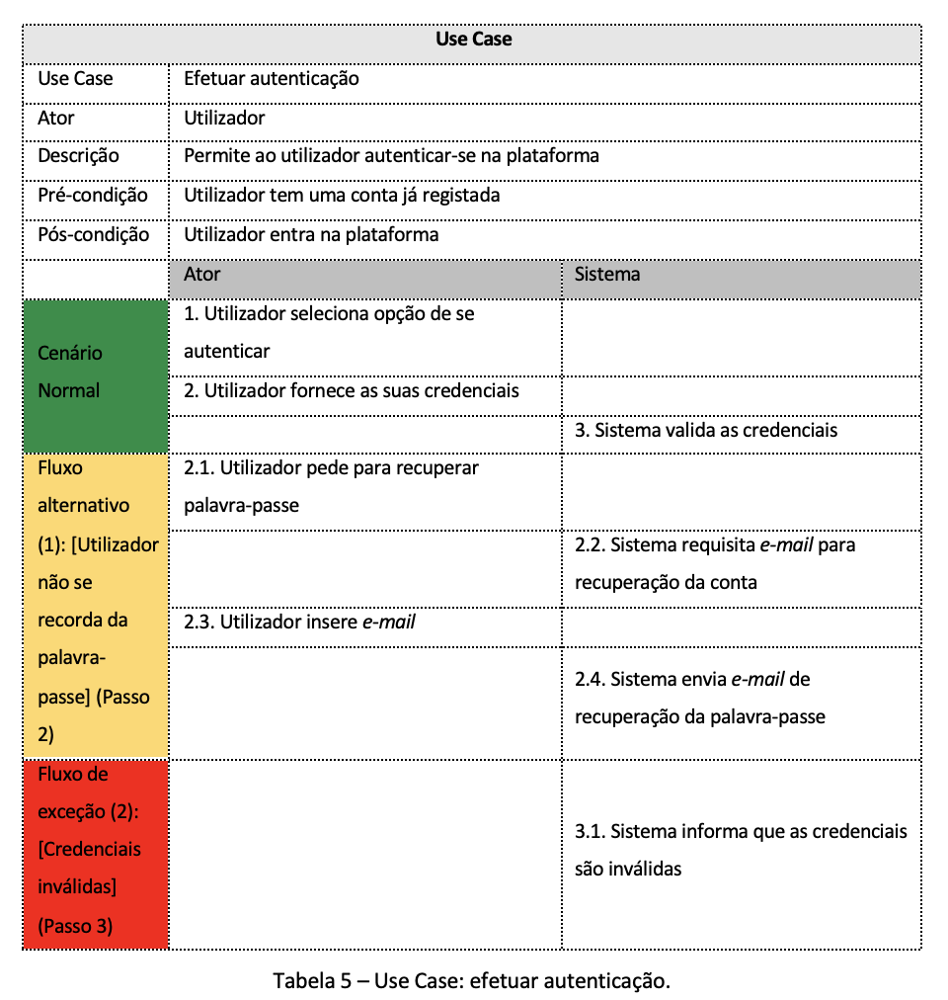 Use Case
Use Case Efetuar autenticação
Ator Utilizador
Descrição Permite ao utilizador autenticar-se na plataforma
Pré-condição Utilizador tem uma conta já registada
Pós-condição Utilizador entra na plataforma
Ator Sistema
Cenário
Normal
1. Utilizador seleciona opção de se
autenticar
2. Utilizador fornece as suas credenciais
3. Sistema valida as credenciais
Fluxo
alternativo
(1): [Utilizador
não se
recorda da
palavra-
passe] (Passo
2)
2.1. Utilizador pede para recuperar
palavra-passe
2.2. Sistema requisita e-mail para
recuperação da conta
2.3. Utilizador insere e-mail
2.4. Sistema envia e-mail de
recuperação da palavra-passe
Fluxo de
exceção (2):
[Credenciais
inválidas]
(Passo 3)
3.1. Sistema informa que as credenciais
são inválidas
Tabela 5 – Use Case: efetuar autenticação.